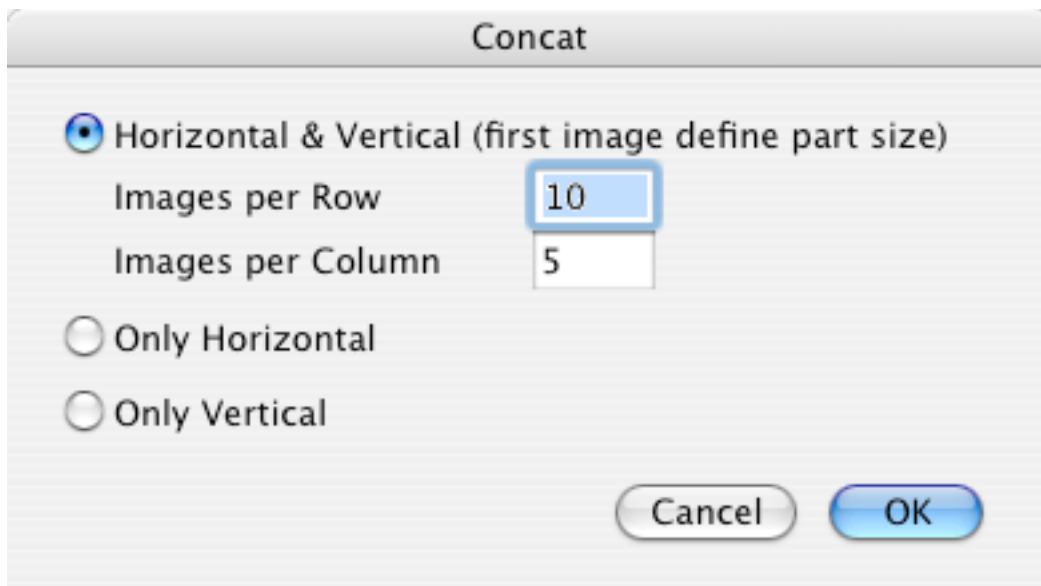 Concat
Horizontal & Vertical (first image define part size)
Images per Row 10
Images per Column 5
Only Horizontal
Only Vertical
Cancel OK